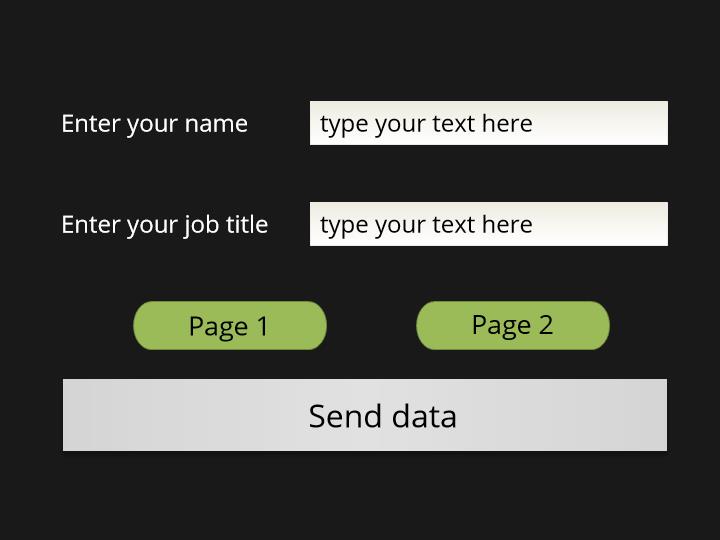 Enter your name
type your text here
Enter your job title
type your text here
Page 1
Page 2
Send data